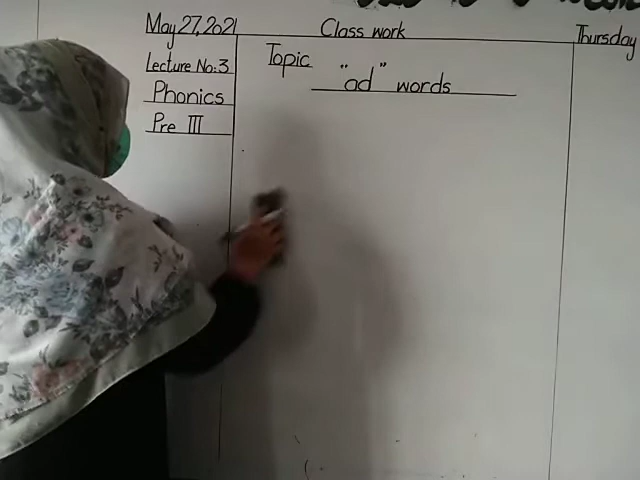 May 27, 2021 Class work Thursday
Lecture No: 3
Topic
"ad" words
Phonics
Pre III